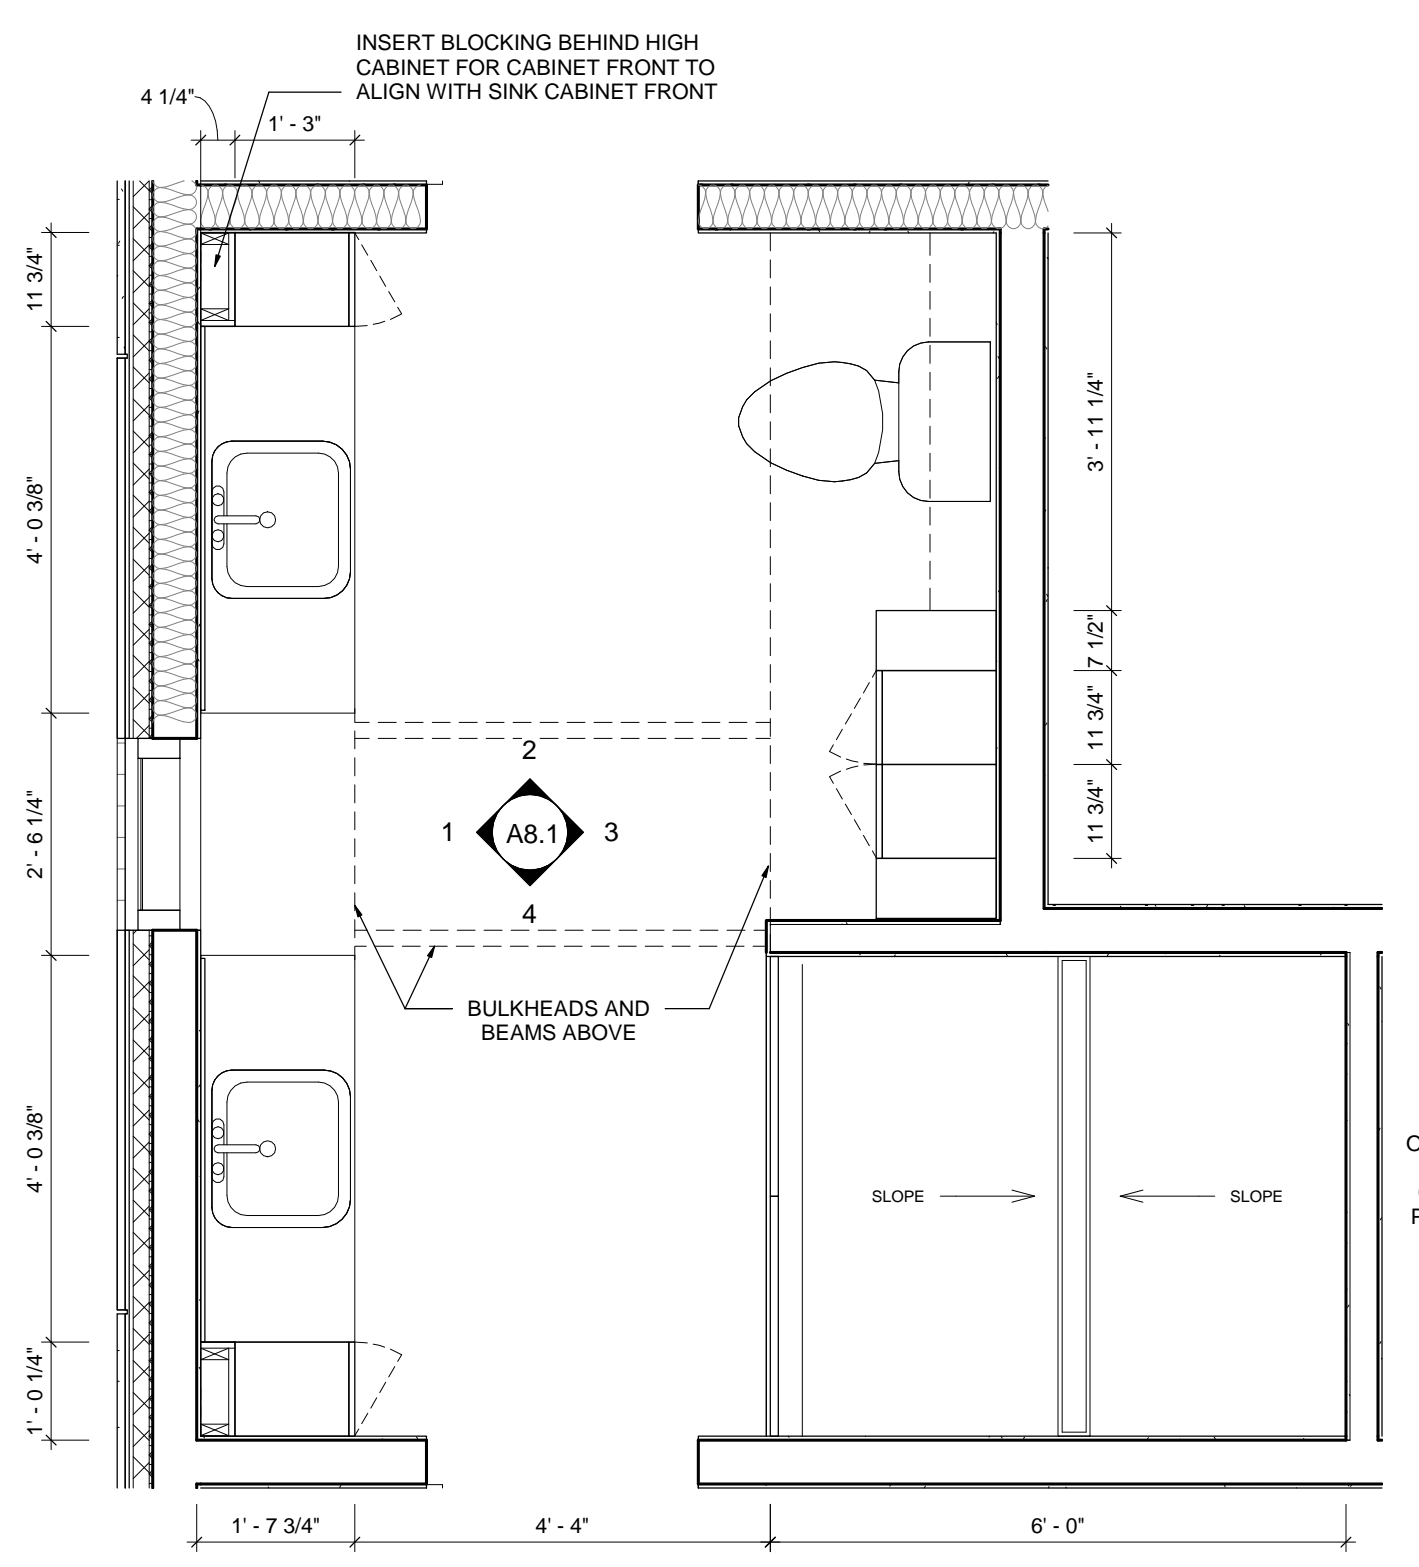 INSERT BLOCKING BEHIND HIGH
CABINET FOR CABINET FRONT TO
ALIGN WITH SINK CABINET FRONT
4 1/4"
1' - 3"
11 3/4"
4' - 0 3/8"
2' - 6 1/4"
4' - 0 3/8"
1' - 0 1/4"
3' - 11 1/4"
7 1/2"
11 3/4"
11 3/4"
2
1
A8.1
3
4
BULKHEADS AND
BEAMS ABOVE
SLOPE
SLOPE
1' - 7 3/4"
4' - 4"
6' - 0"